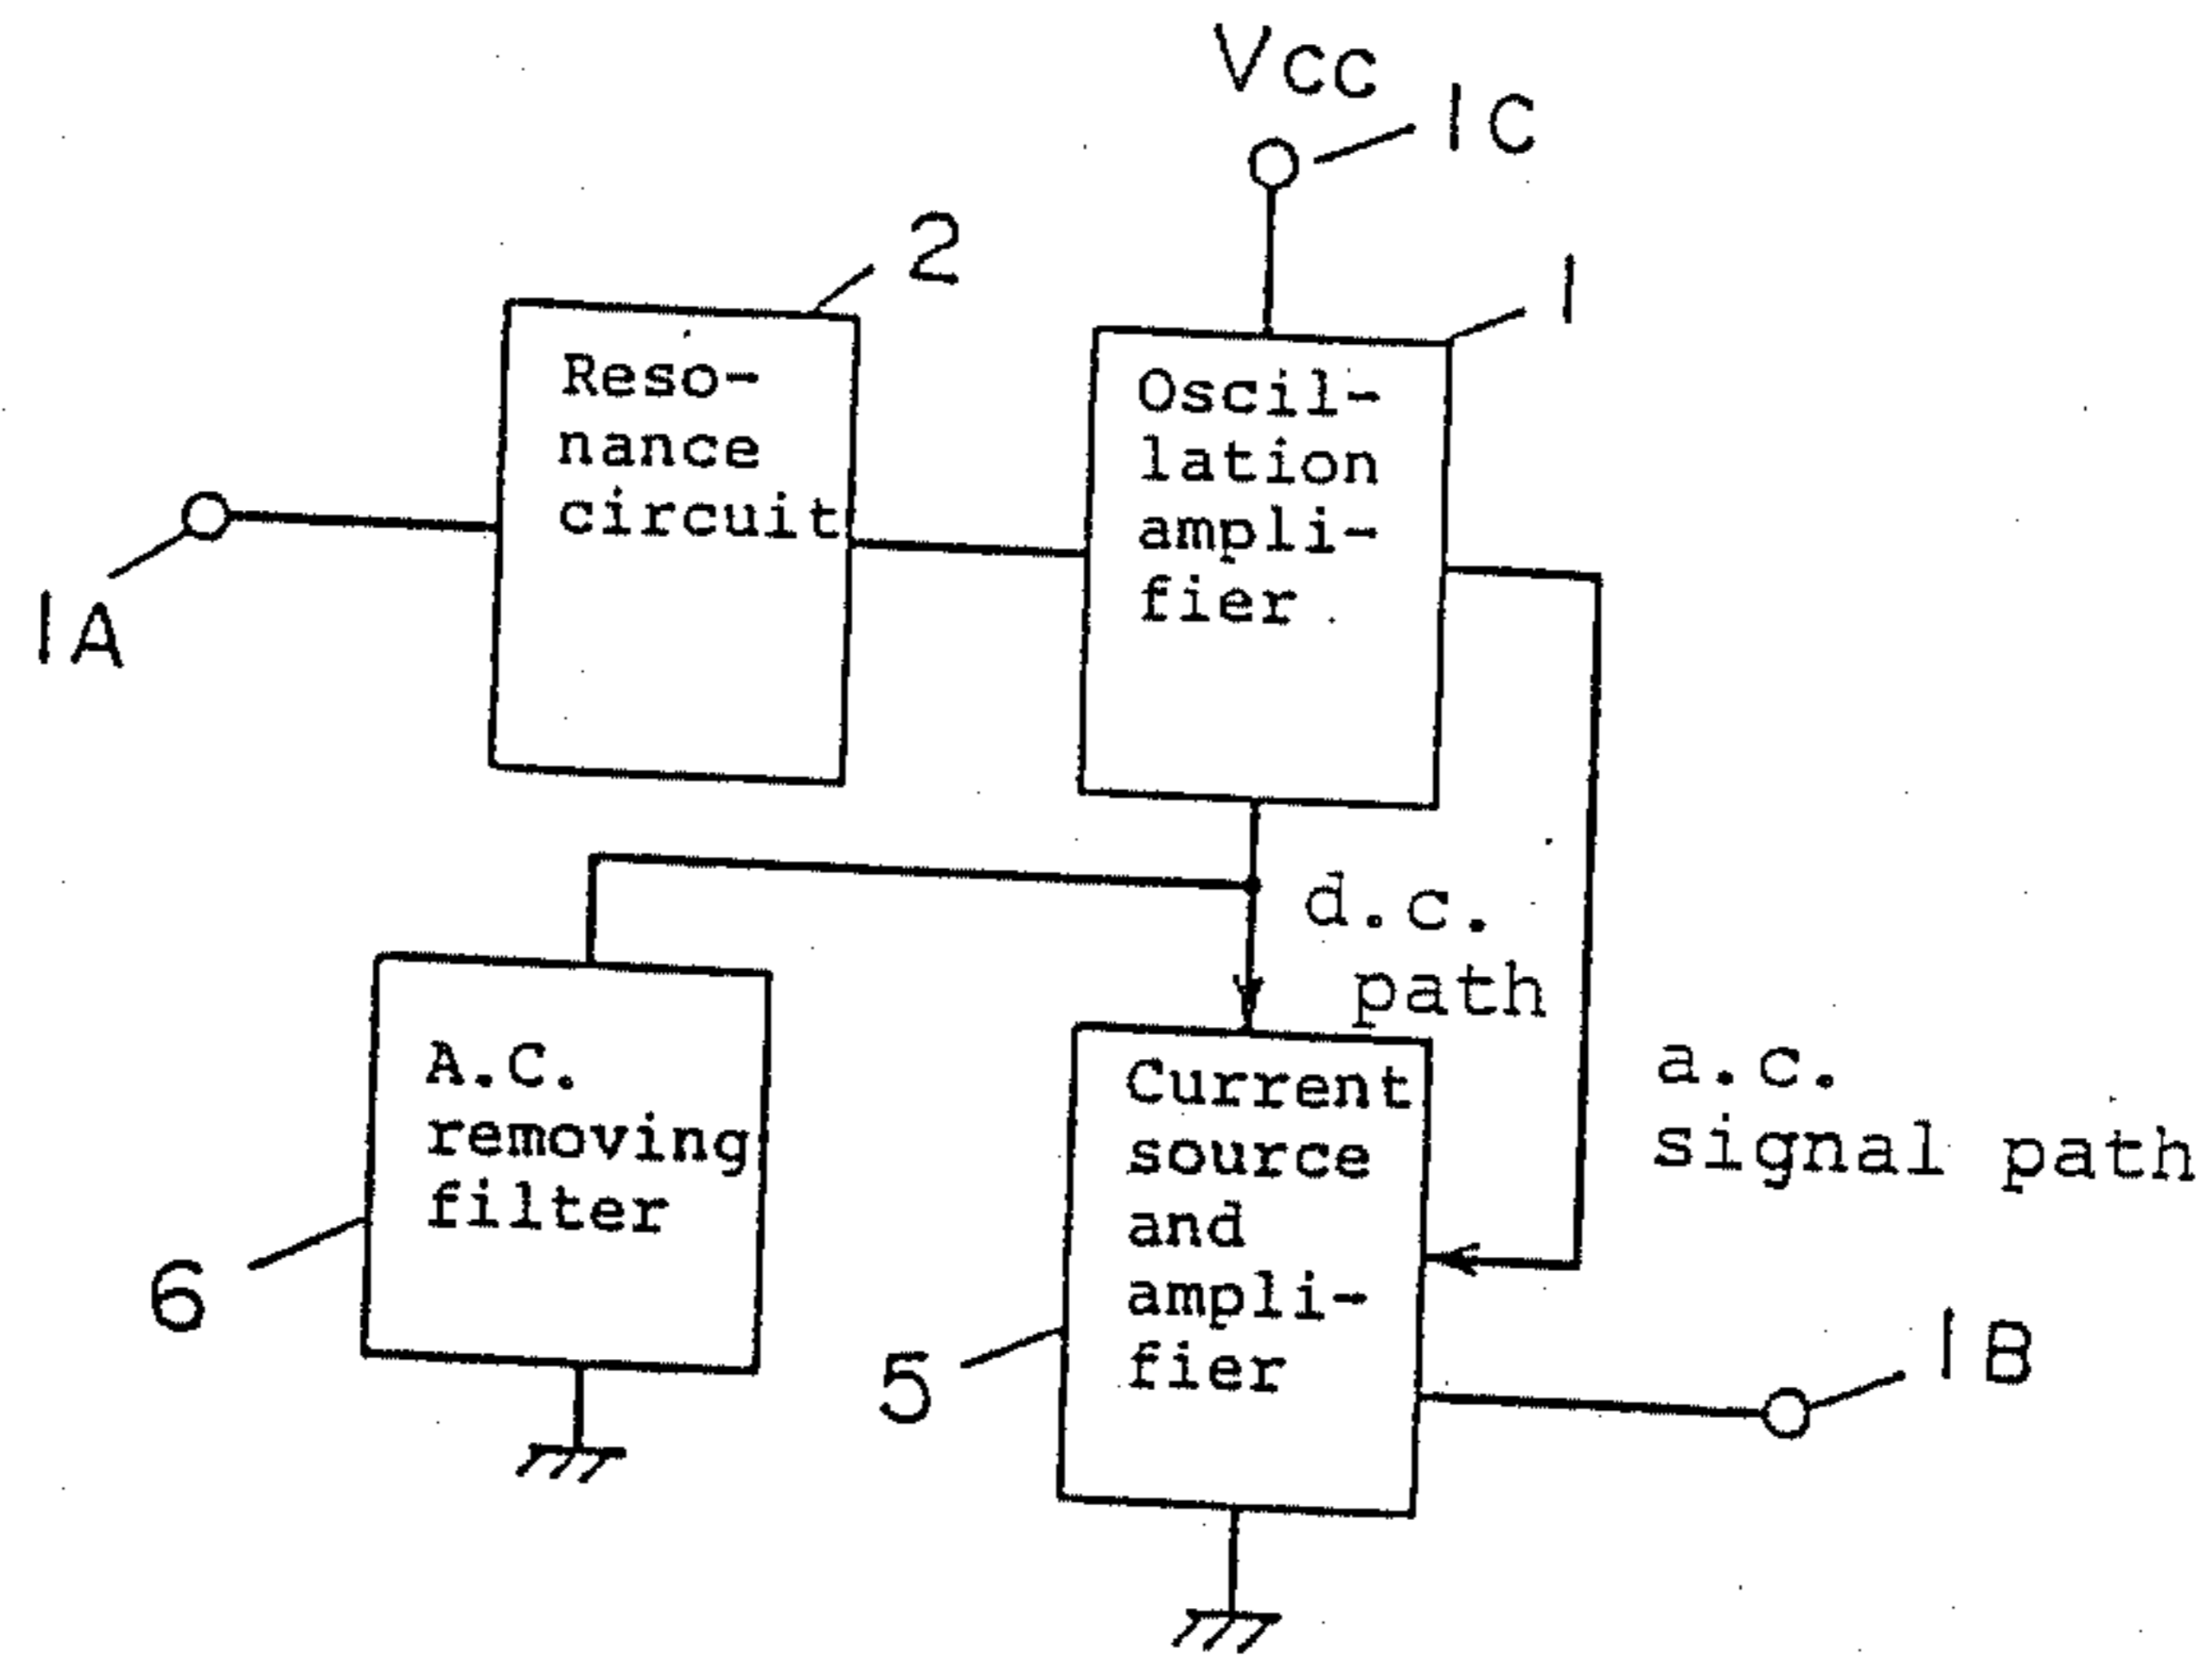 Vcc
1C
2
1
Reso-
nance
circuit
Oscil-
lation
ampli-
fier
1A
d.c.
path
a.c.
signal path
A.C.
removing
filter
6
Current
source
and
ampli-
fier
5
1B